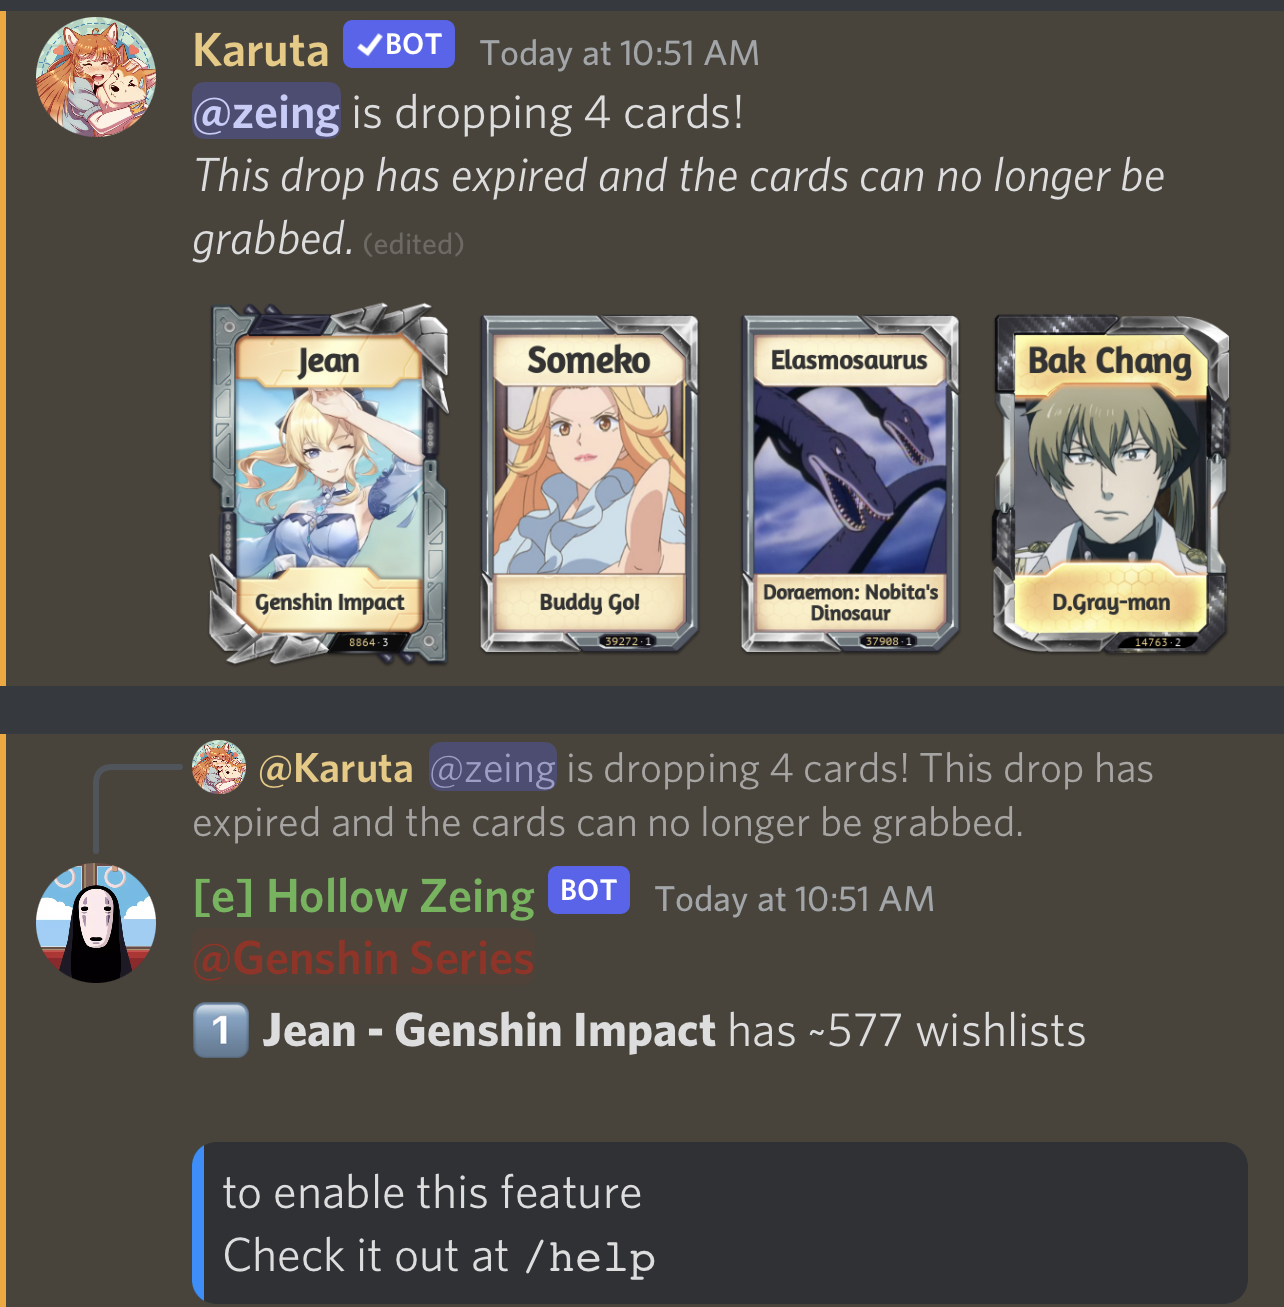 Karuta ✔BOT Today at 10:51 AM
@zeing is dropping 4 cards!
This drop has expired and the cards can no longer be
grabbed. (edited)
Jean
Genshin Impact
8864·3
Someko
Buddy Go!
39272·1
Elasmosaurus
Doraemon: Nobita's
Dinosaur
37908·1
Bak Chang
D.Gray-man
14763·2
@Karuta @zeing is dropping 4 cards! This drop has
expired and the cards can no longer be grabbed.
[e] Hollow Zeing BOT Today at 10:51 AM
@Genshin Series
1 Jean - Genshin Impact has ~577 wishlists
to enable this feature
Check it out at /help